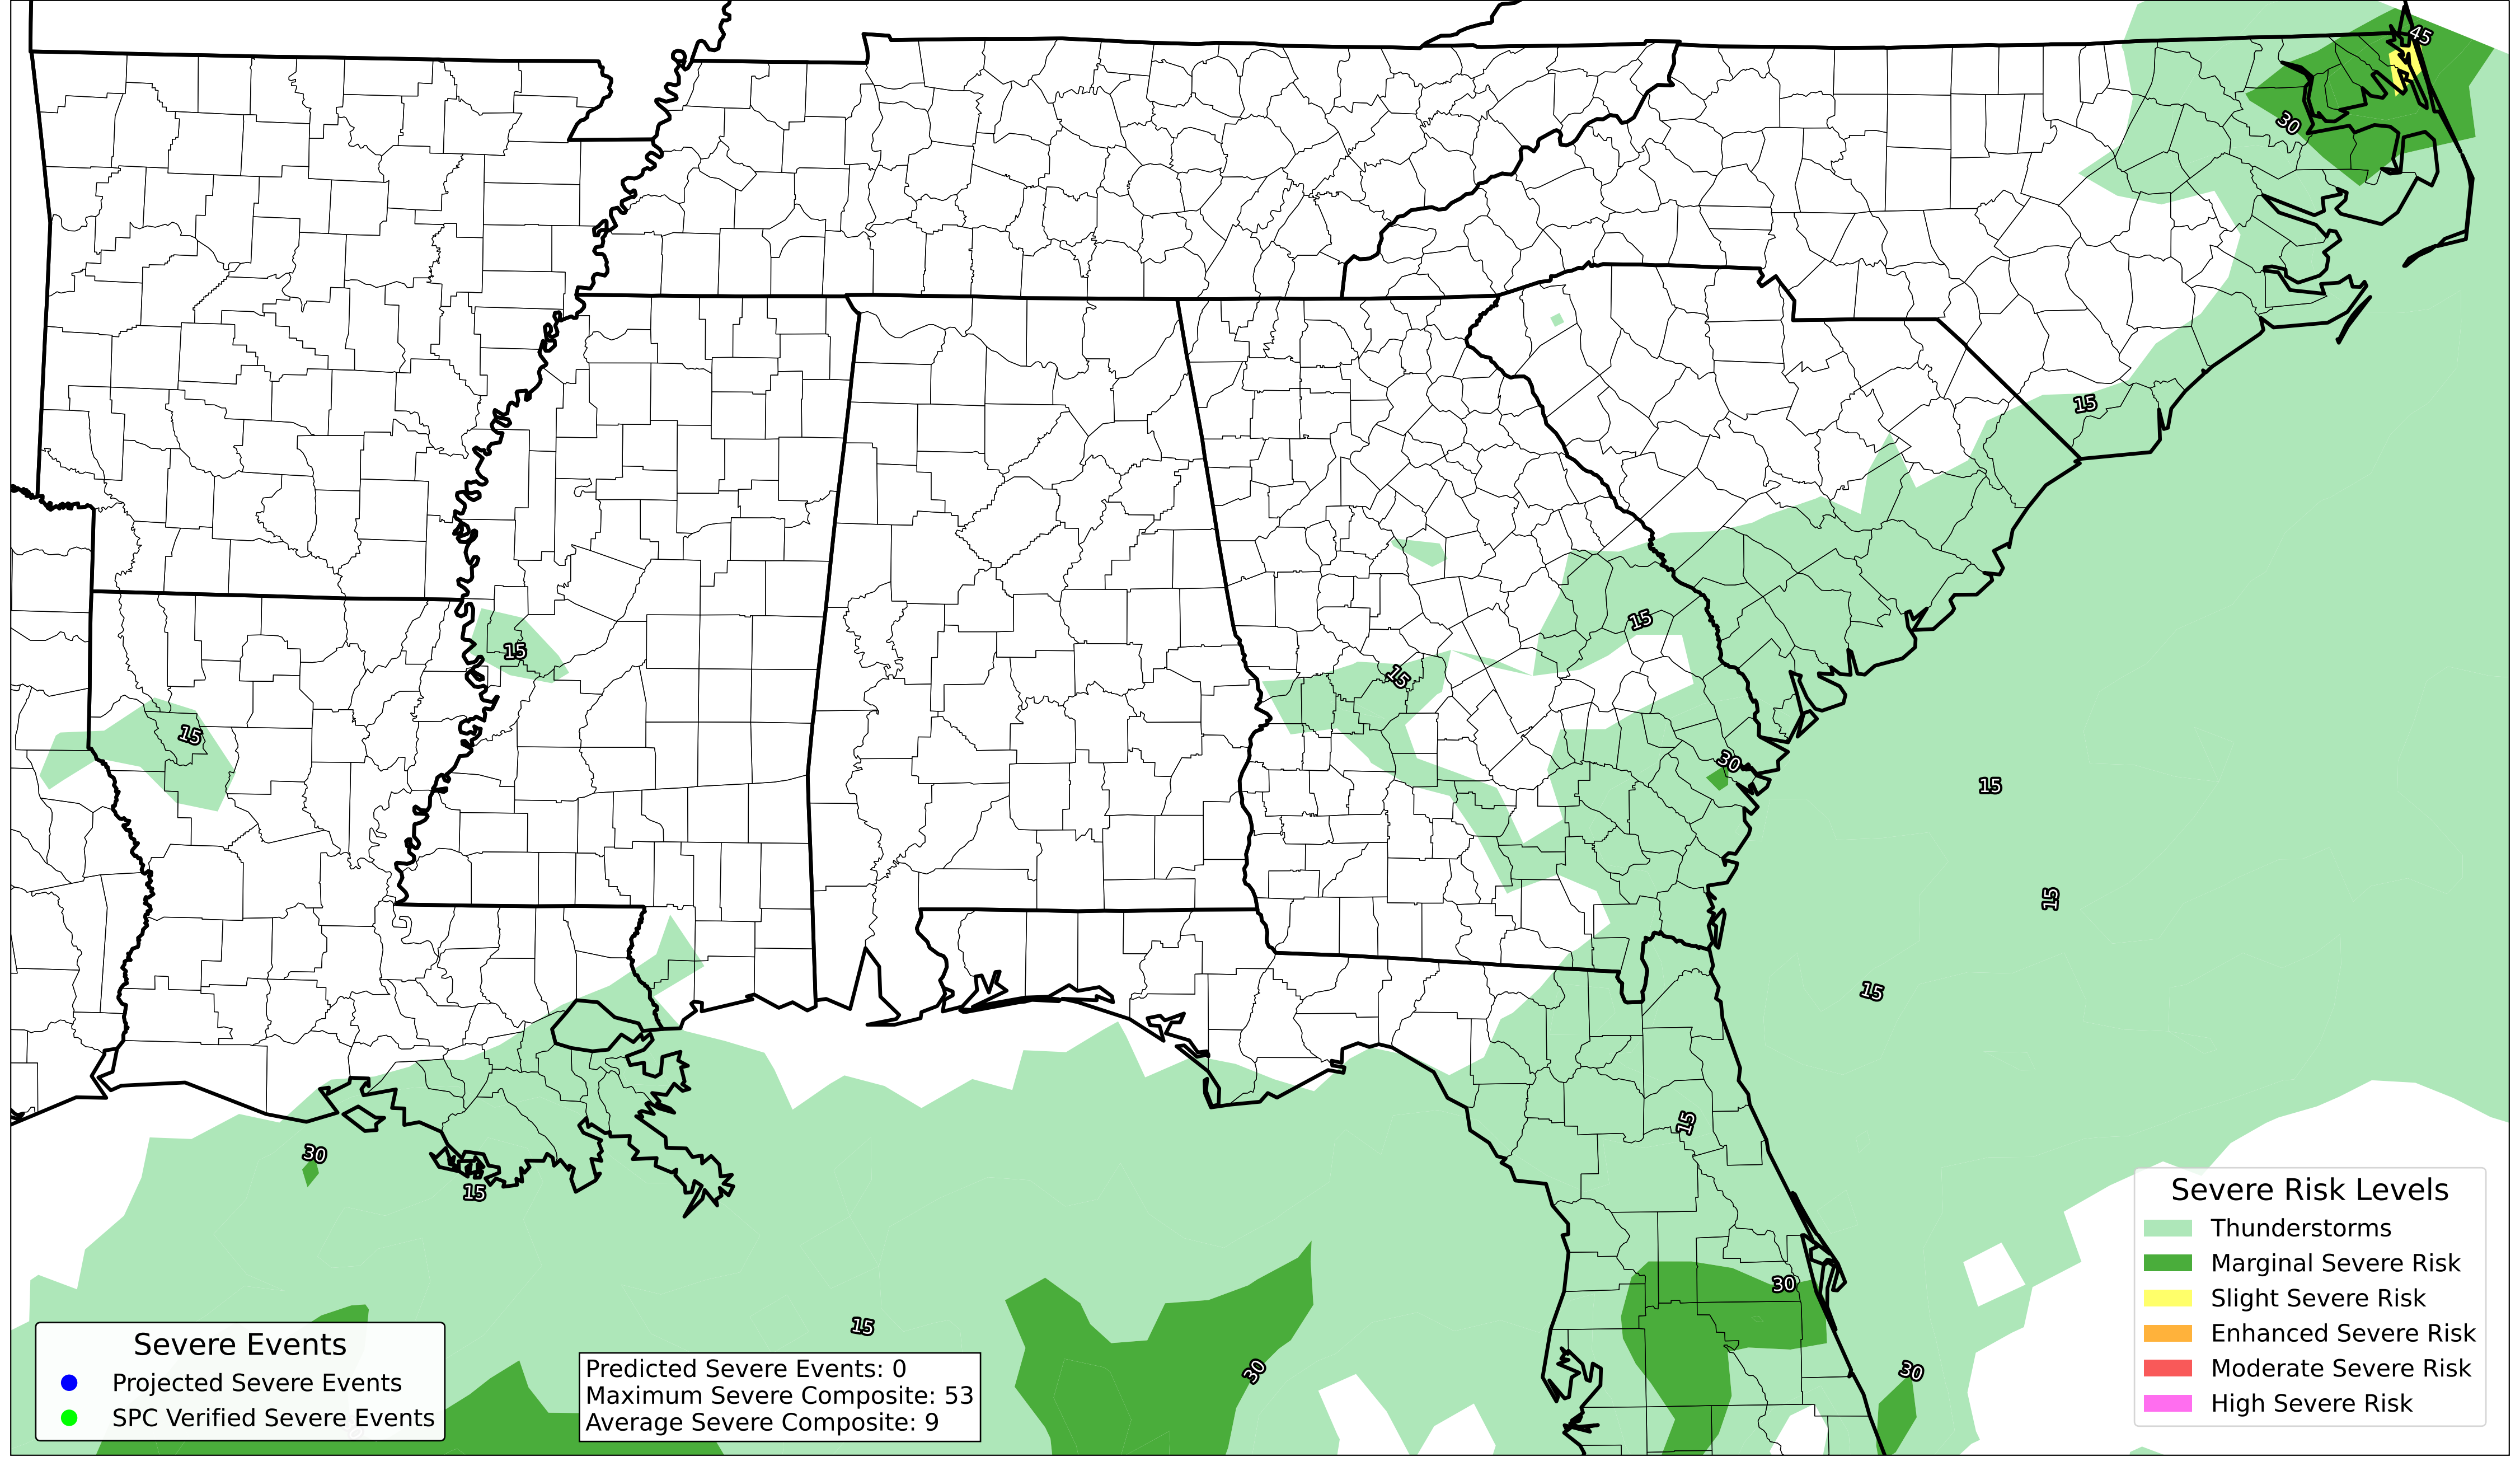 45
30
15
15
15
15
15
30
15
15
15
15
30
15
30
15
30
30
Severe Risk Levels
Thunderstorms
Marginal Severe Risk
Slight Severe Risk
Enhanced Severe Risk
Moderate Severe Risk
High Severe Risk
Severe Events
Projected Severe Events
SPC Verified Severe Events
Predicted Severe Events: 0
Maximum Severe Composite: 53
Average Severe Composite: 9